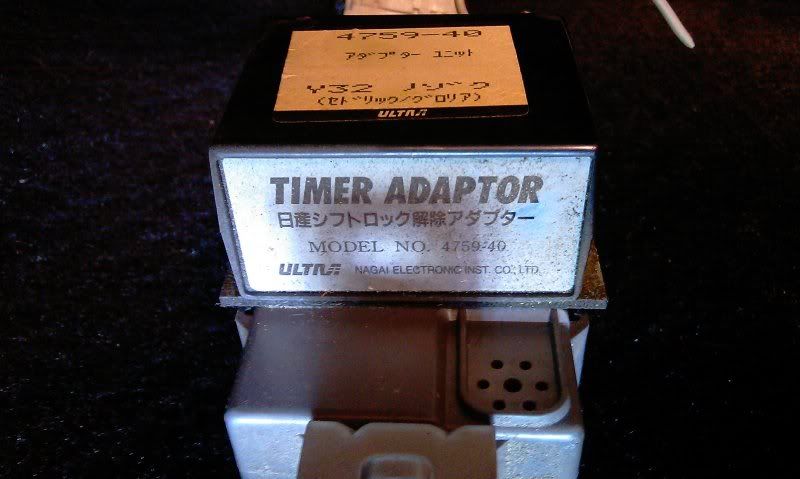 4759-40
アダプター ユニット
Y32 ノゾク
(セドリック/グロリア)
ULTRA
TIMER ADAPTOR
日産シフトロック解除アダプター
MODEL NO. 4759-40
ULTRA NAGAI ELECTRONIC INST. CO., LTD.